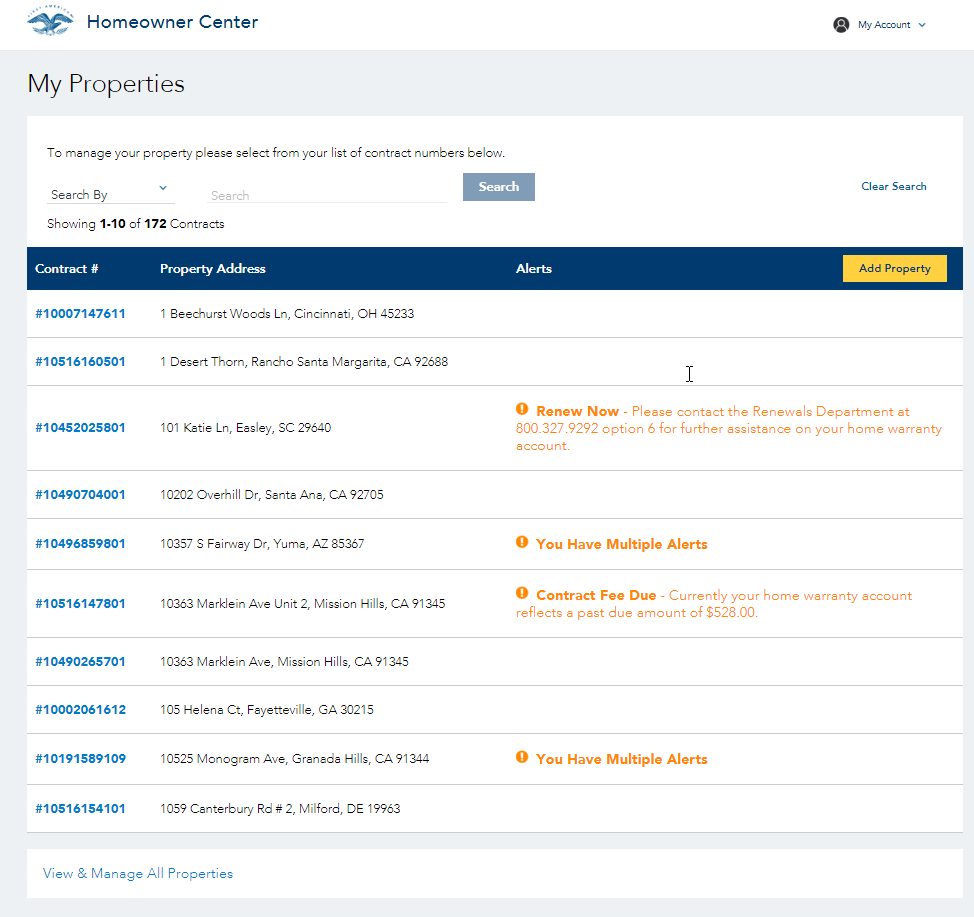 FIRST AMERICAN
Homeowner Center
My Account
My Properties
To manage your property please select from your list of contract numbers below.
Search By
Search
Search
Clear Search
Showing 1-10 of 172 Contracts
Contract # Property Address Alerts Add Property
#10007147611 1 Beechurst Woods Ln, Cincinnati, OH 45233
#10516160501 1 Desert Thorn, Rancho Santa Margarita, CA 92688
#10452025801 101 Katie Ln, Easley, SC 29640
Renew Now - Please contact the Renewals Department at
800.327.9292 option 6 for further assistance on your home warranty
account.
#10490704001 10202 Overhill Dr, Santa Ana, CA 92705
#10496859801 10357 S Fairway Dr, Yuma, AZ 85367 You Have Multiple Alerts
#10516147801 10363 Marklein Ave Unit 2, Mission Hills, CA 91345
Contract Fee Due - Currently your home warranty account
reflects a past due amount of $528.00.
#10490265701 10363 Marklein Ave, Mission Hills, CA 91345
#10002061612 105 Helena Ct, Fayetteville, GA 30215
#10191589109 10525 Monogram Ave, Granada Hills, CA 91344 You Have Multiple Alerts
#10516154101 1059 Canterbury Rd # 2, Milford, DE 19963
View & Manage All Properties